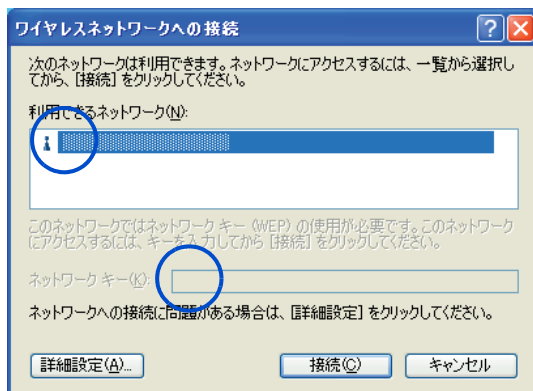 ワイヤレスネットワークへの接続
次のネットワークは利用できます。ネットワークにアクセスするには、一覧から選択し
てから、[接続] をクリックしてください。
利用できるネットワーク(N):
このネットワークではネットワーク キー (WEP) の使用が必要です。このネットワーク
にアクセスするには、キーを入力してから [接続] をクリックしてください。
ネットワーク キー(K):
ネットワークへの接続に問題がある場合は、[詳細設定] をクリックしてください。
詳細設定(A)...
接続(C)
キャンセル